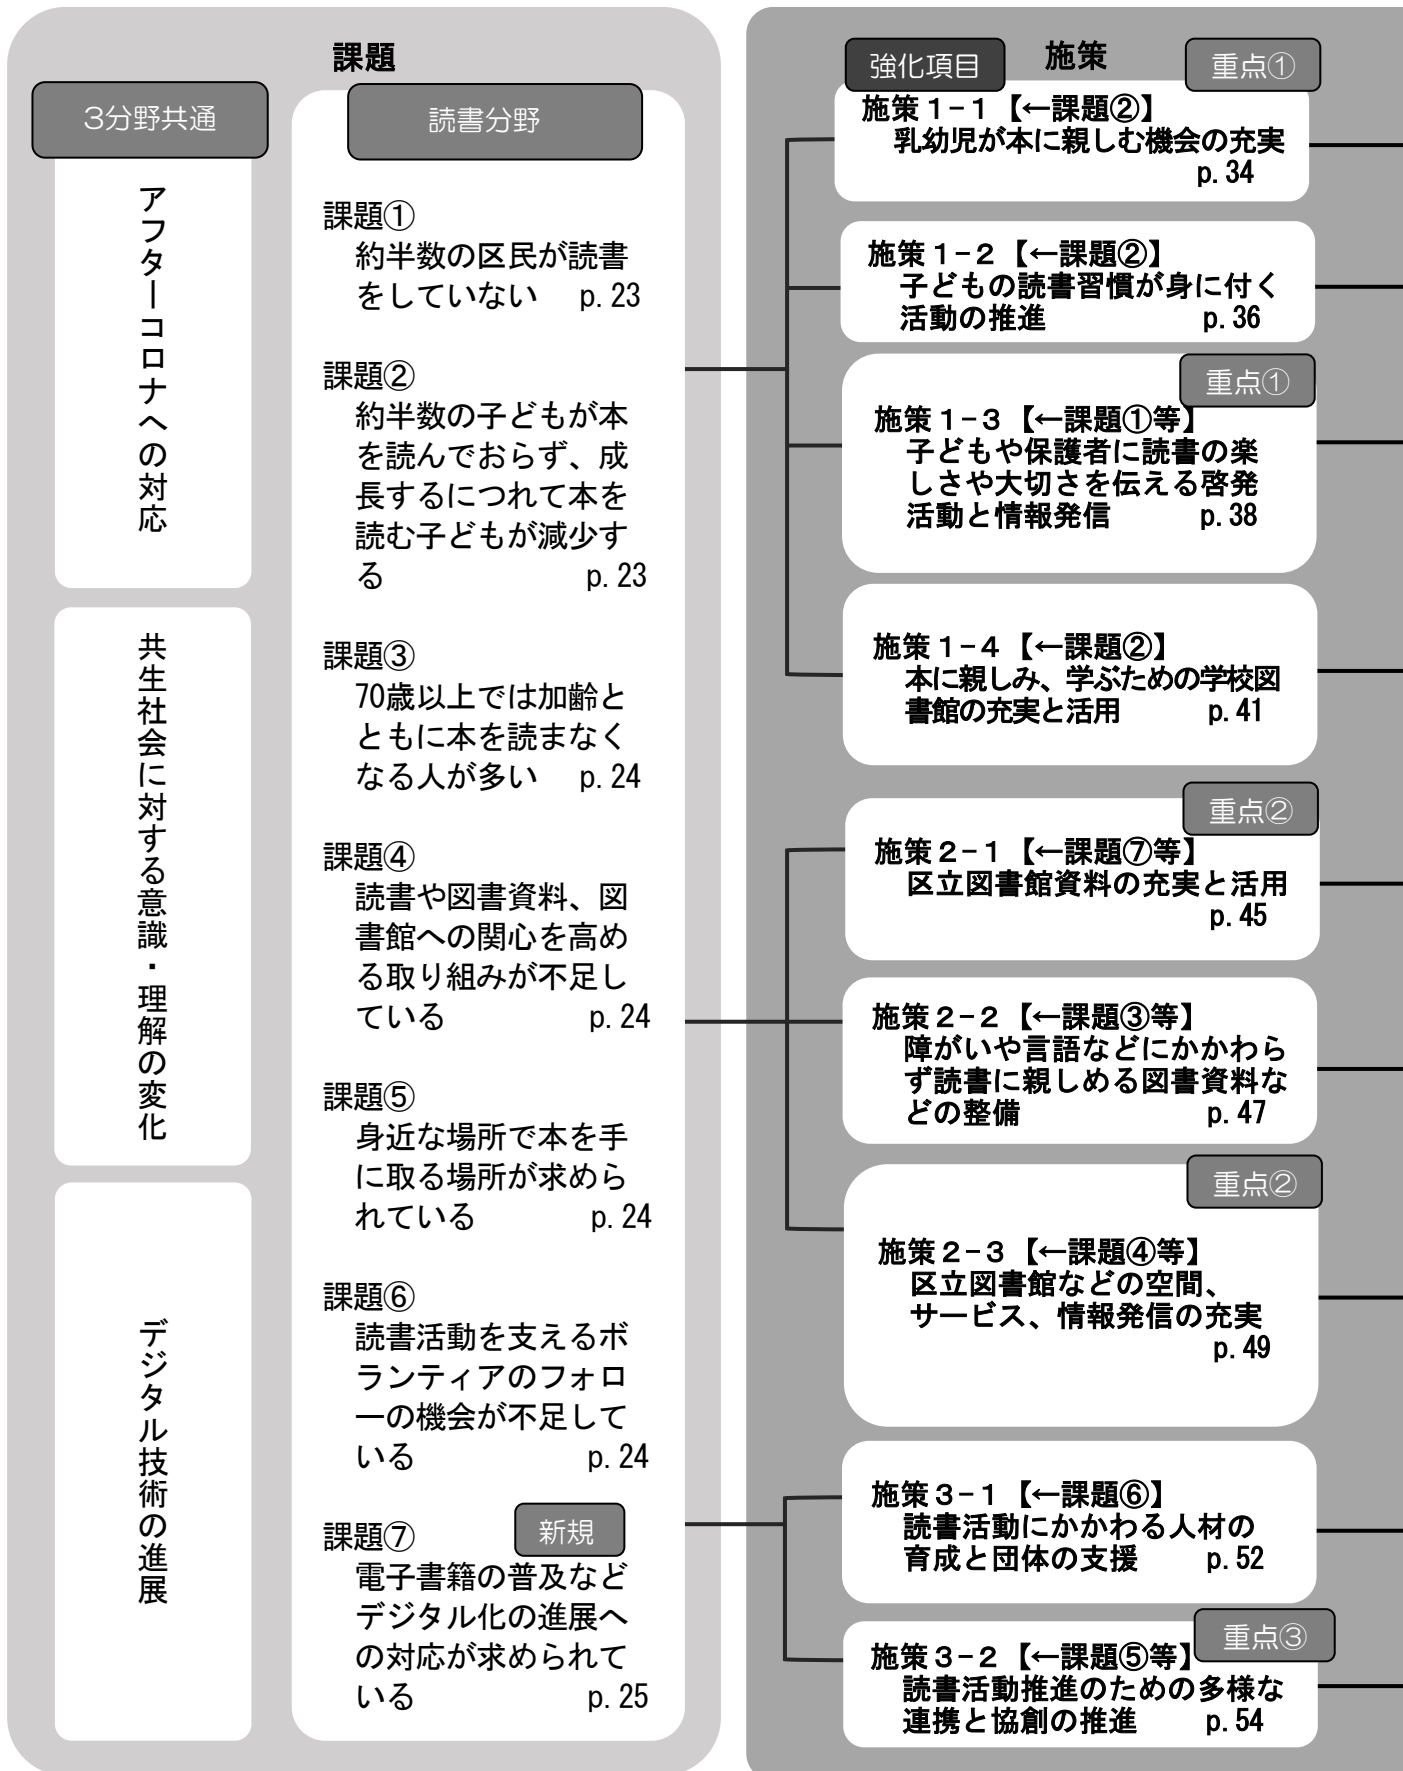 課題
3分野共通
アフターコロナへの対応
共生社会に対する意識・理解の変化
デジタル技術の進展
読書分野
課題①
約半数の区民が読書
をしていない p.23
課題②
約半数の子どもが本
を読んでおらず、成
長するにつれて本を
読む子どもが減少す
る p.23
課題③
70歳以上では加齢と
ともに本を読まなく
なる人が多い p.24
課題④
読書や図書資料、図
書館への関心を高め
る取り組みが不足し
ている p.24
課題⑤
身近な場所で本を手
に取る場所が求めら
れている p.24
課題⑥
読書活動を支えるボ
ランティアのフォロ
ーの機会が不足して
いる p.24
課題⑦ 新規
電子書籍の普及など
デジタル化の進展へ
の対応が求められて
いる p.25
強化項目 施策 重点①
施策1-1【←課題②】
乳幼児が本に親しむ機会の充実
p.34
施策1-2【←課題②】
子どもの読書習慣が身に付く
活動の推進 p.36
重点①
施策1-3【←課題①等】
子どもや保護者に読書の楽
しさや大切さを伝える啓発
活動と情報発信 p.38
施策1-4【←課題②】
本に親しみ、学ぶための学校図
書館の充実と活用 p.41
重点②
施策2-1【←課題⑦等】
区立図書館資料の充実と活用
p.45
施策2-2【←課題③等】
障がいや言語などにかかわら
ず読書に親しめる図書資料な
どの整備 p.47
重点②
施策2-3【←課題④等】
区立図書館などの空間、
サービス、情報発信の充実
p.49
施策3-1【←課題⑥】
読書活動にかかわる人材の
育成と団体の支援 p.52
重点③
施策3-2【←課題⑤等】
読書活動推進のための多様な
連携と協創の推進 p.54